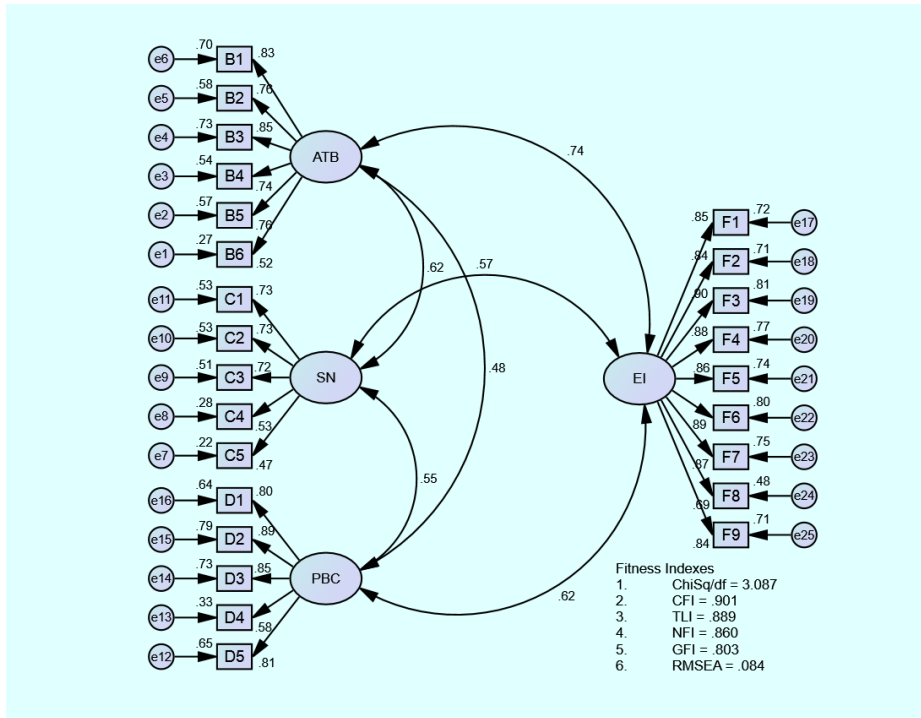 e6 .70 B1 .83
e5 .58 B2 .76
e4 .73 B3 .85
e3 .54 B4 .74
e2 .57 B5 .76
e1 .27 B6 .52
ATB
.74
e11 .53 C1 .73
e10 .53 C2 .73
e9 .51 C3 .72
e8 .28 C4 .53
e7 .22 C5 .47
SN
.62
.57
.48
.55
e16 .64 D1 .80
e15 .79 D2 .89
e14 .73 D3 .85
e13 .33 D4 .58
e12 .65 D5 .81
PBC
.62
EI
.85 F1 .72 e17
.84 F2 .71 e18
.90 F3 .81 e19
.88 F4 .77 e20
.86 F5 .74 e21
.89 F6 .80 e22
.87 F7 .75 e23
.69 F8 .48 e24
.84 F9 .71 e25
Fitness Indexes
1. ChiSq/df = 3.087
2. CFI = .901
3. TLI = .889
4. NFI = .860
5. GFI = .803
6. RMSEA = .084